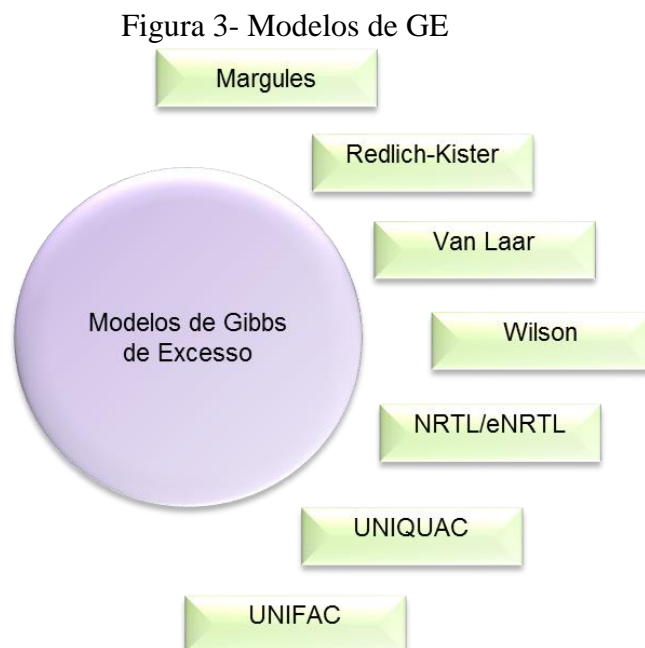 Figura 3- Modelos de GE
Margules
Redlich-Kister
Van Laar
Modelos de Gibbs
de Excesso
Wilson
NRTL/eNRTL
UNIQUAC
UNIFAC